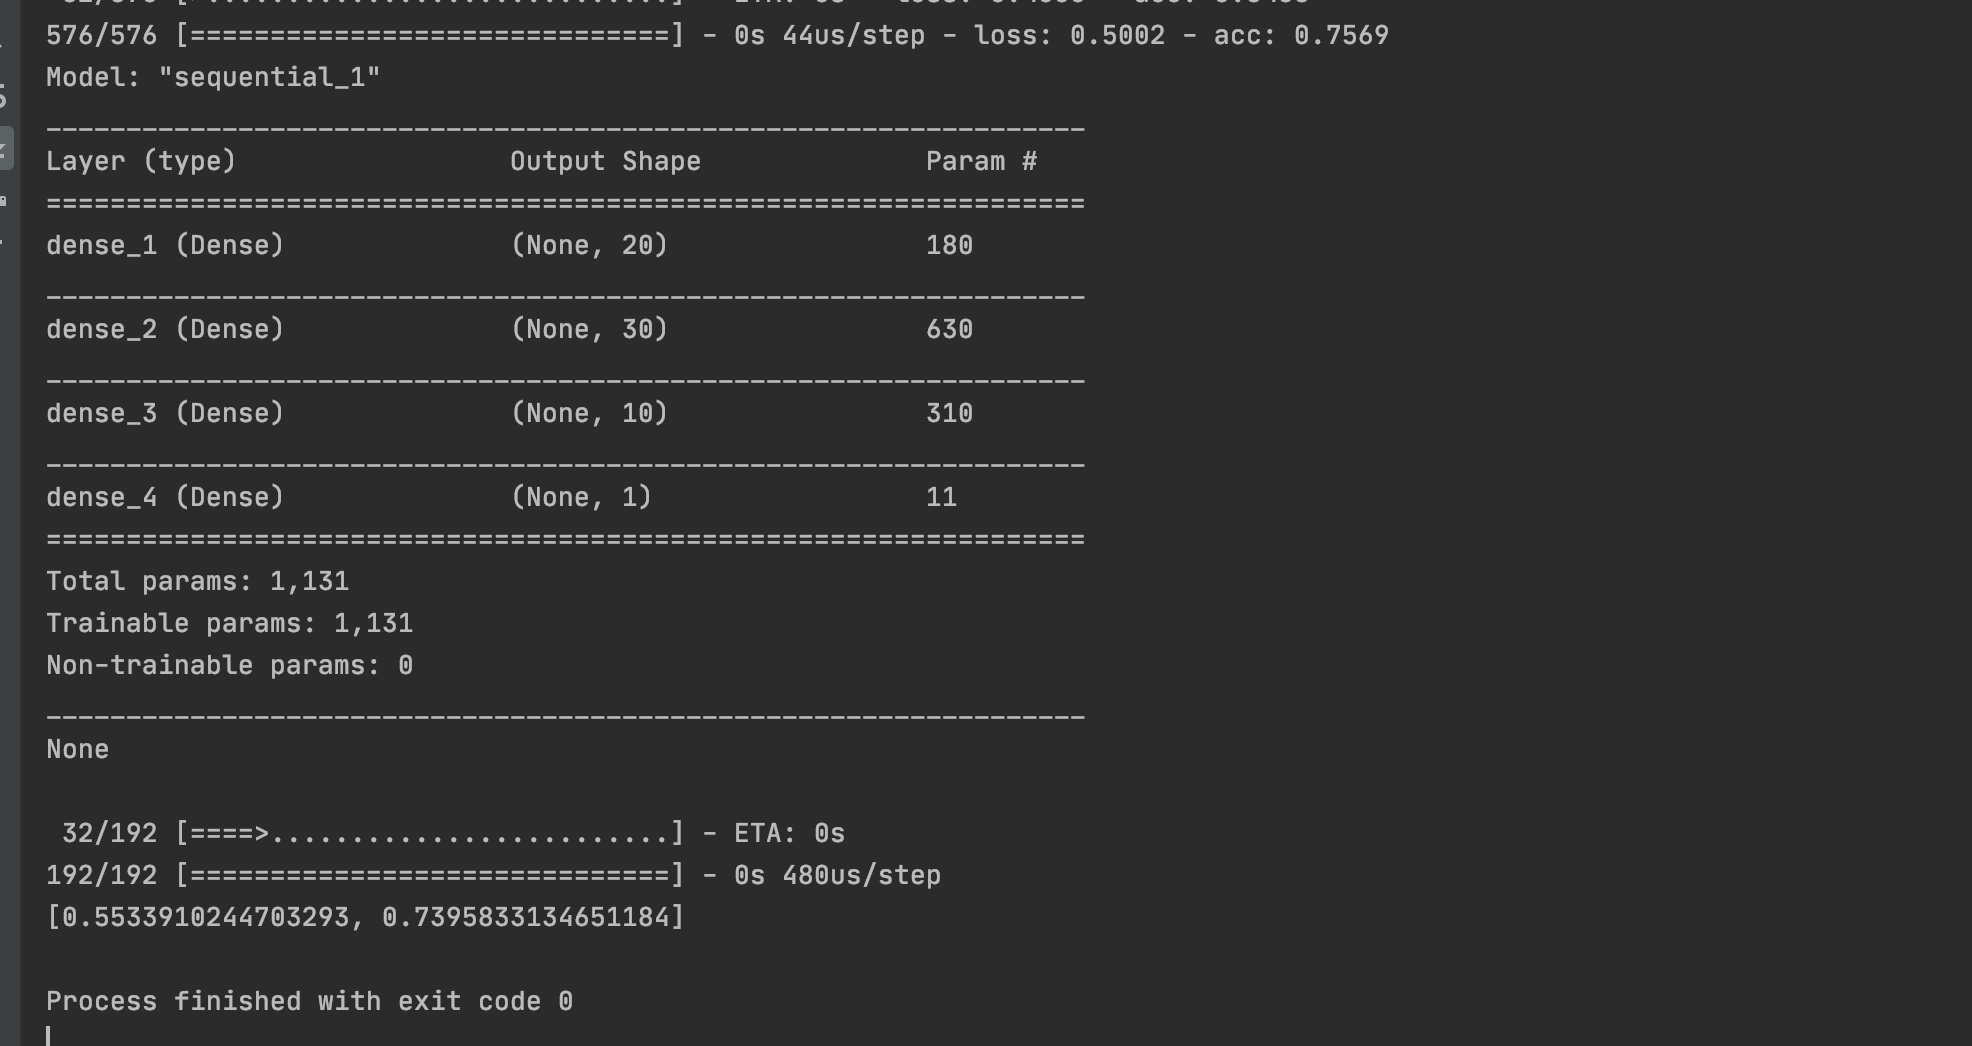 576/576 [==============================] - 0s 44us/step - loss: 0.5002 - acc: 0.7569
Model: "sequential_1"
_________________________________________________________________
Layer (type)                 Output Shape              Param #
=================================================================
dense_1 (Dense)              (None, 20)                180
_________________________________________________________________
dense_2 (Dense)              (None, 30)                630
_________________________________________________________________
dense_3 (Dense)              (None, 10)                310
_________________________________________________________________
dense_4 (Dense)              (None, 1)                 11
=================================================================
Total params: 1,131
Trainable params: 1,131
Non-trainable params: 0
_________________________________________________________________
None
 32/192 [====>.........................] - ETA: 0s
192/192 [==============================] - 0s 480us/step
[0.5533910244703293, 0.7395833134651184]
Process finished with exit code 0